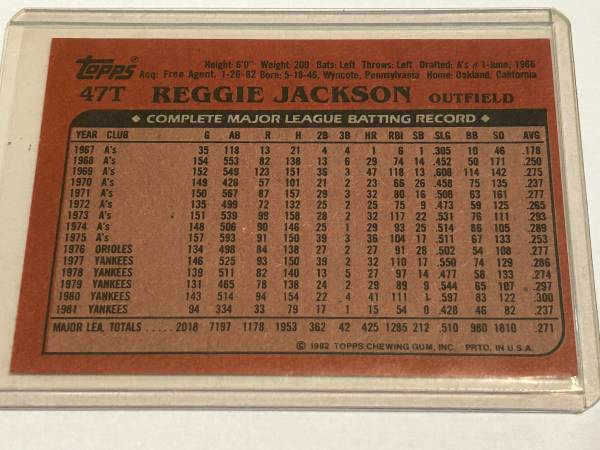 Topps Height: 6'0" Weight: 200 Bats: Left Throws: Left Drafted: A's #1-June, 1966
Acq: Free Agent, 1-26-82 Born: 5-18-46, Wyncote, Pennsylvania Home: Oakland, California
47T REGGIE JACKSON OUTFIELD
◆ COMPLETE MAJOR LEAGUE BATTING RECORD ◆
YEAR CLUB G AB R H 2B 3B HR RBI SB SLG BB SO AVG
1967 A's 35 118 13 21 4 4 1 6 1 .305 10 46 .178
1968 A's 154 553 82 138 13 6 29 74 14 .452 50 171 .250
1969 A's 152 549 123 151 36 3 47 118 13 .608 114 142 .275
1970 A's 149 426 57 101 21 2 23 66 26 .458 75 135 .237
1971 A's 150 567 87 157 29 3 32 80 16 .508 63 161 .277
1972 A's 135 499 72 132 25 2 25 75 9 .473 59 125 .265
1973 A's 151 539 99 158 28 2 32 117 22 .531 76 111 .293
1974 A's 148 506 90 146 25 1 29 93 25 .514 86 105 .289
1975 A's 157 593 91 150 39 3 36 104 17 .511 67 133 .253
1976 ORIOLES 134 498 84 138 27 2 27 91 28 .502 54 108 .277
1977 YANKEES 146 525 93 150 39 2 32 110 17 .550 74 129 .286
1978 YANKEES 139 511 82 140 13 5 27 97 14 .477 58 133 .274
1979 YANKEES 131 465 78 138 24 2 29 89 9 .544 65 107 .297
1980 YANKEES 143 514 94 154 22 4 41 111 1 .597 83 122 .300
1981 YANKEES 94 334 33 79 17 1 15 54 0 .428 46 82 .237
MAJOR LEA. TOTALS ..... 2018 7197 1178 1953 362 42 425 1285 212 .510 980 1810 .271
© 1982 TOPPS CHEWING GUM, INC. PRTD. IN U.S.A.